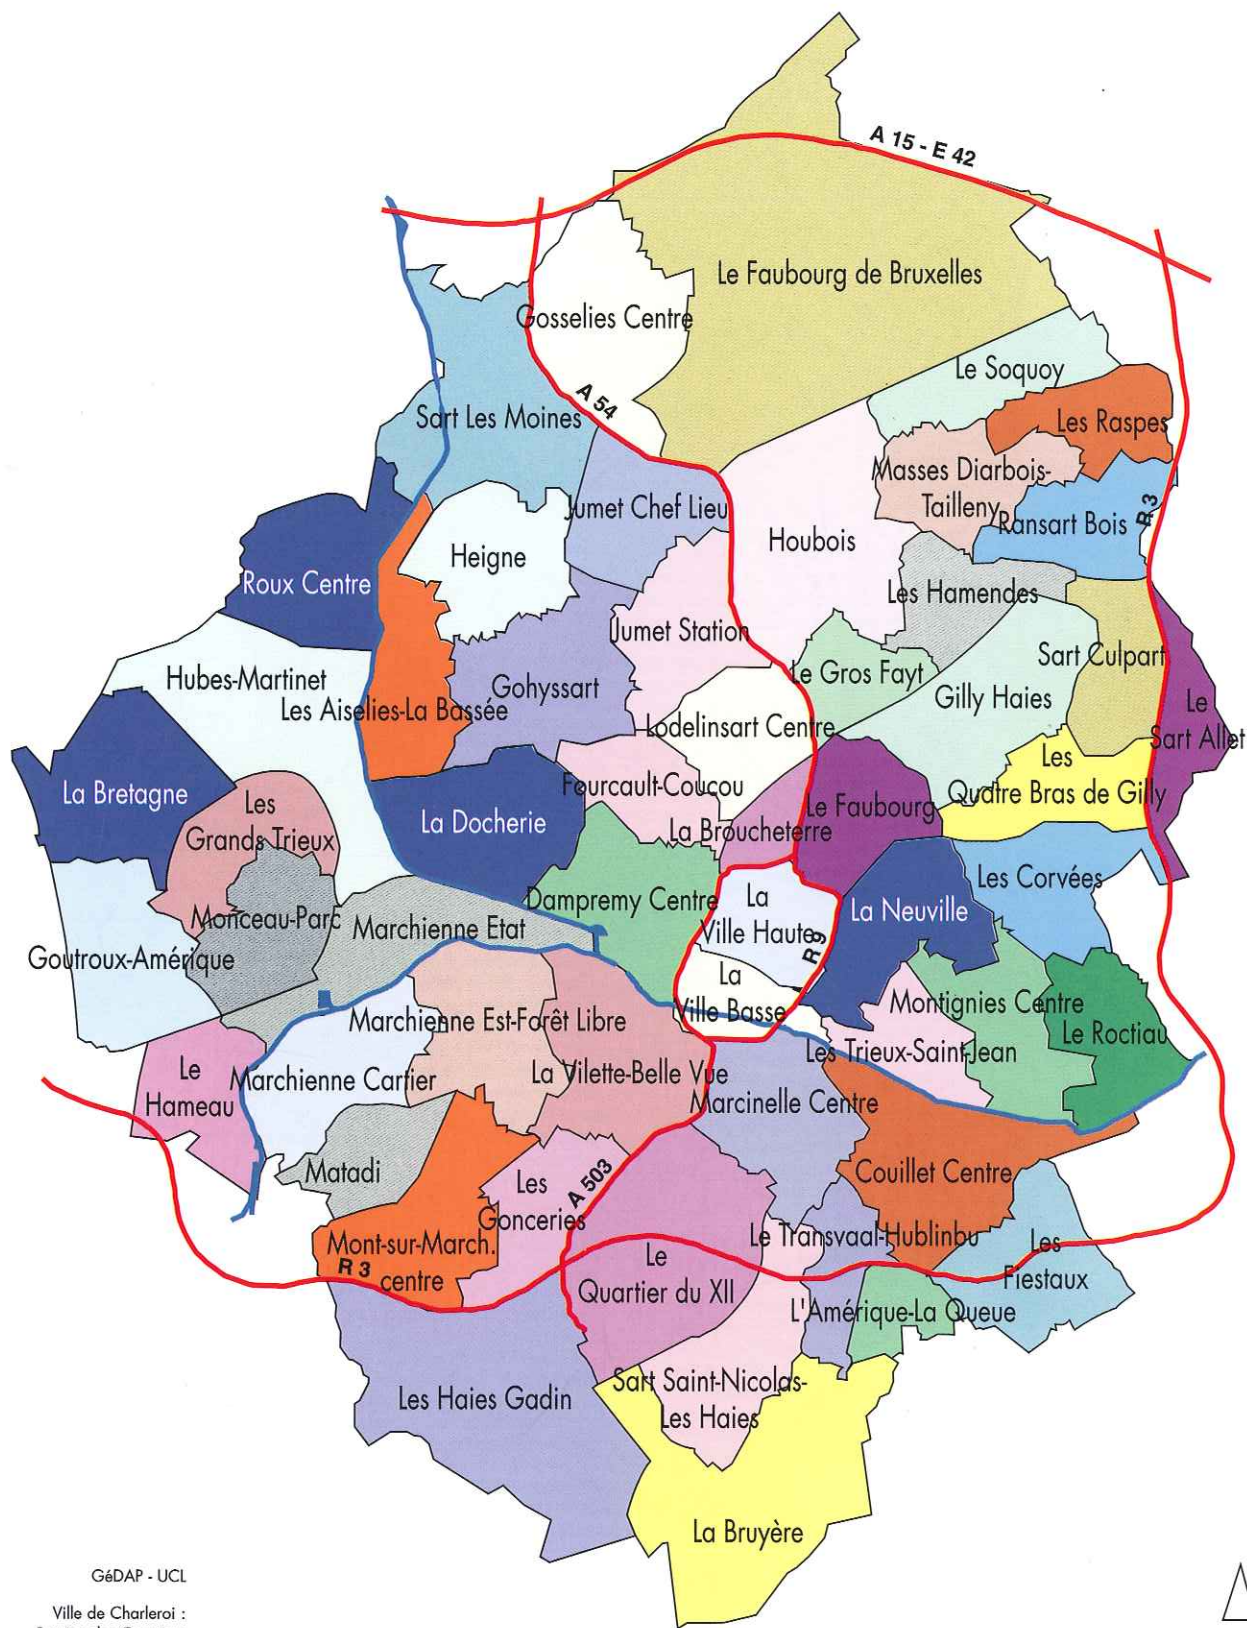 A 15 - E 42
Le Faubourg de Bruxelles
Gosselies Centre
Le Soquoy
A 54
Sart Les Moines
Les Raspes
Masses Diarbois-
Tailleny
Jumet Chef Lieu
R 3
Ransart Bois
Houbois
Heigne
Roux Centre
Les Hamendes
Jumet Station
Sart Culpart
Hubes-Martinet
Le Gros Fayt
Gohyssart
Gilly Haies
Les Aiselies-La Bassée
Le
Sart Allet
Lodelinsart Centre
Les
Quatre Bras de Gilly
La Bretagne
Fourcault-Coucou
Les
Grands Trieux
La Docherie
Le Faubourg
La Broucheterre
Les Corvées
Dampremy Centre
La
Ville Haute
La Neuville
Monceau-Parc
Marchienne Etat
R 9
Goutroux-Amérique
La
Ville Basse
Montignies Centre
Marchienne Est-Forêt Libre
Le Roctiau
Les Trieux-Saint-Jean
Le
Hameau
Marchienne Cartier
La Vilette-Belle Vue
Marcinelle Centre
Matadi
Couillet Centre
Les
Gonceries
A 503
Le Transvaal-Hublinbu
Mont-sur-March.
centre
R 3
Le
Quartier du XII
Les
Fiestaux
L'Amérique-La Queue
Les Haies Gadin
Sart Saint-Nicolas-
Les Haies
La Bruyère
GéDAP - UCL
Ville de Charleroi :